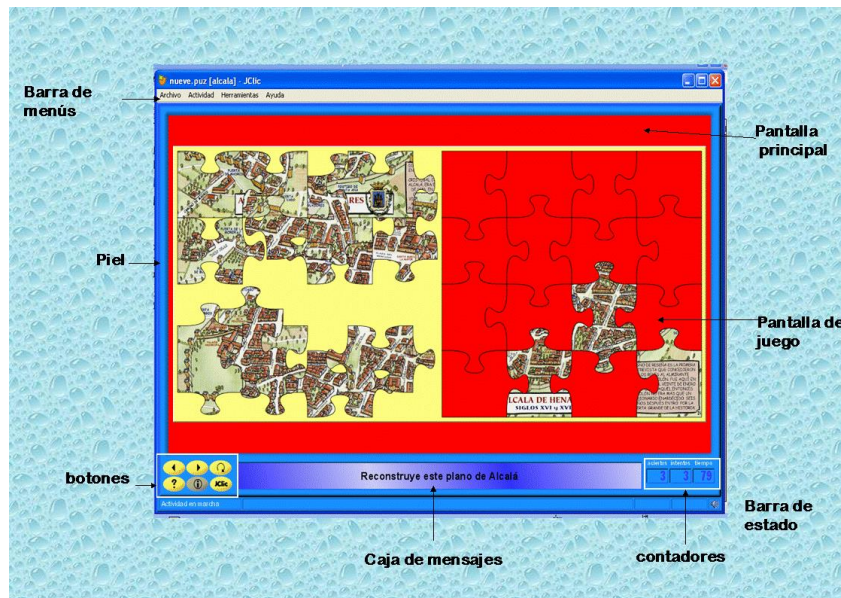 nueve.puz [alcala] - JClic
Archivo Actividad Herramientas Ayuda
Barra de
menús
Pantalla
principal
Piel
RES
Pantalla de
juego
ALCALA DE HENA
SIGLOS XVI y XVI
botones
Reconstruye este plano de Alcalá
aciertos intentos tiempo
3 3 79
? JClic
Actividad en marcha
Barra de
estado
Caja de mensajes
contadores